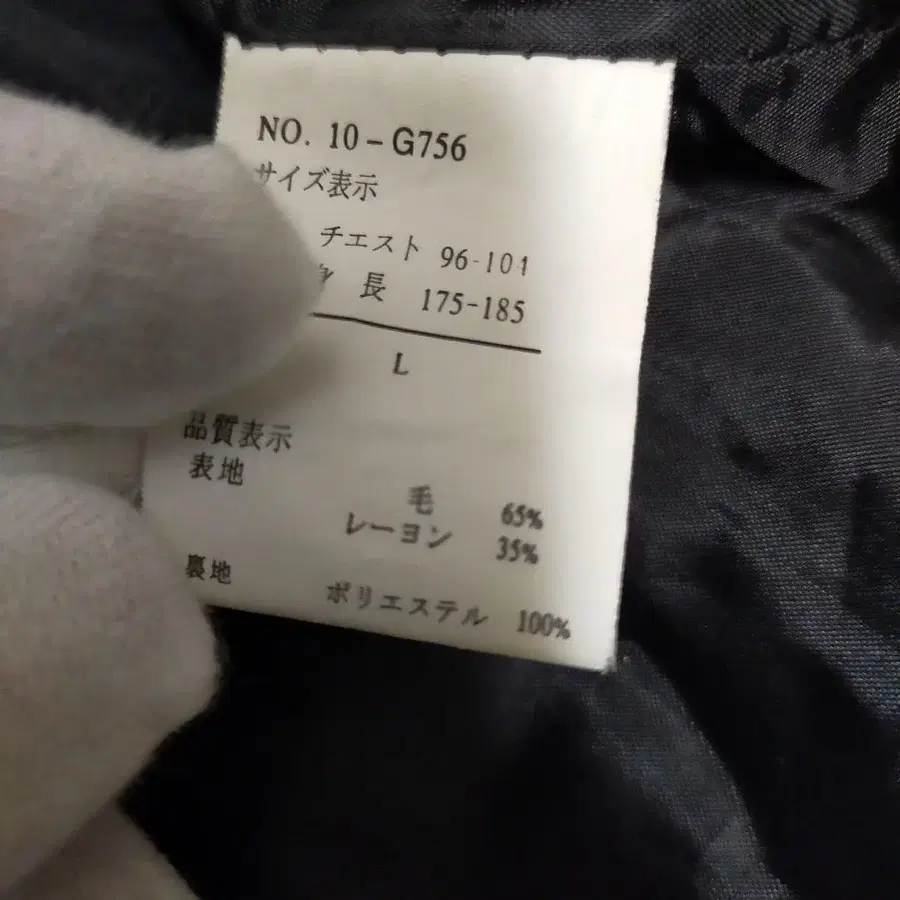 NO. 10-G756
サイズ表示
チエスト 96-101
身長 175-185
L
品質表示
表地
毛 65%
レーヨン 35%
裏地
ポリエステル 100%